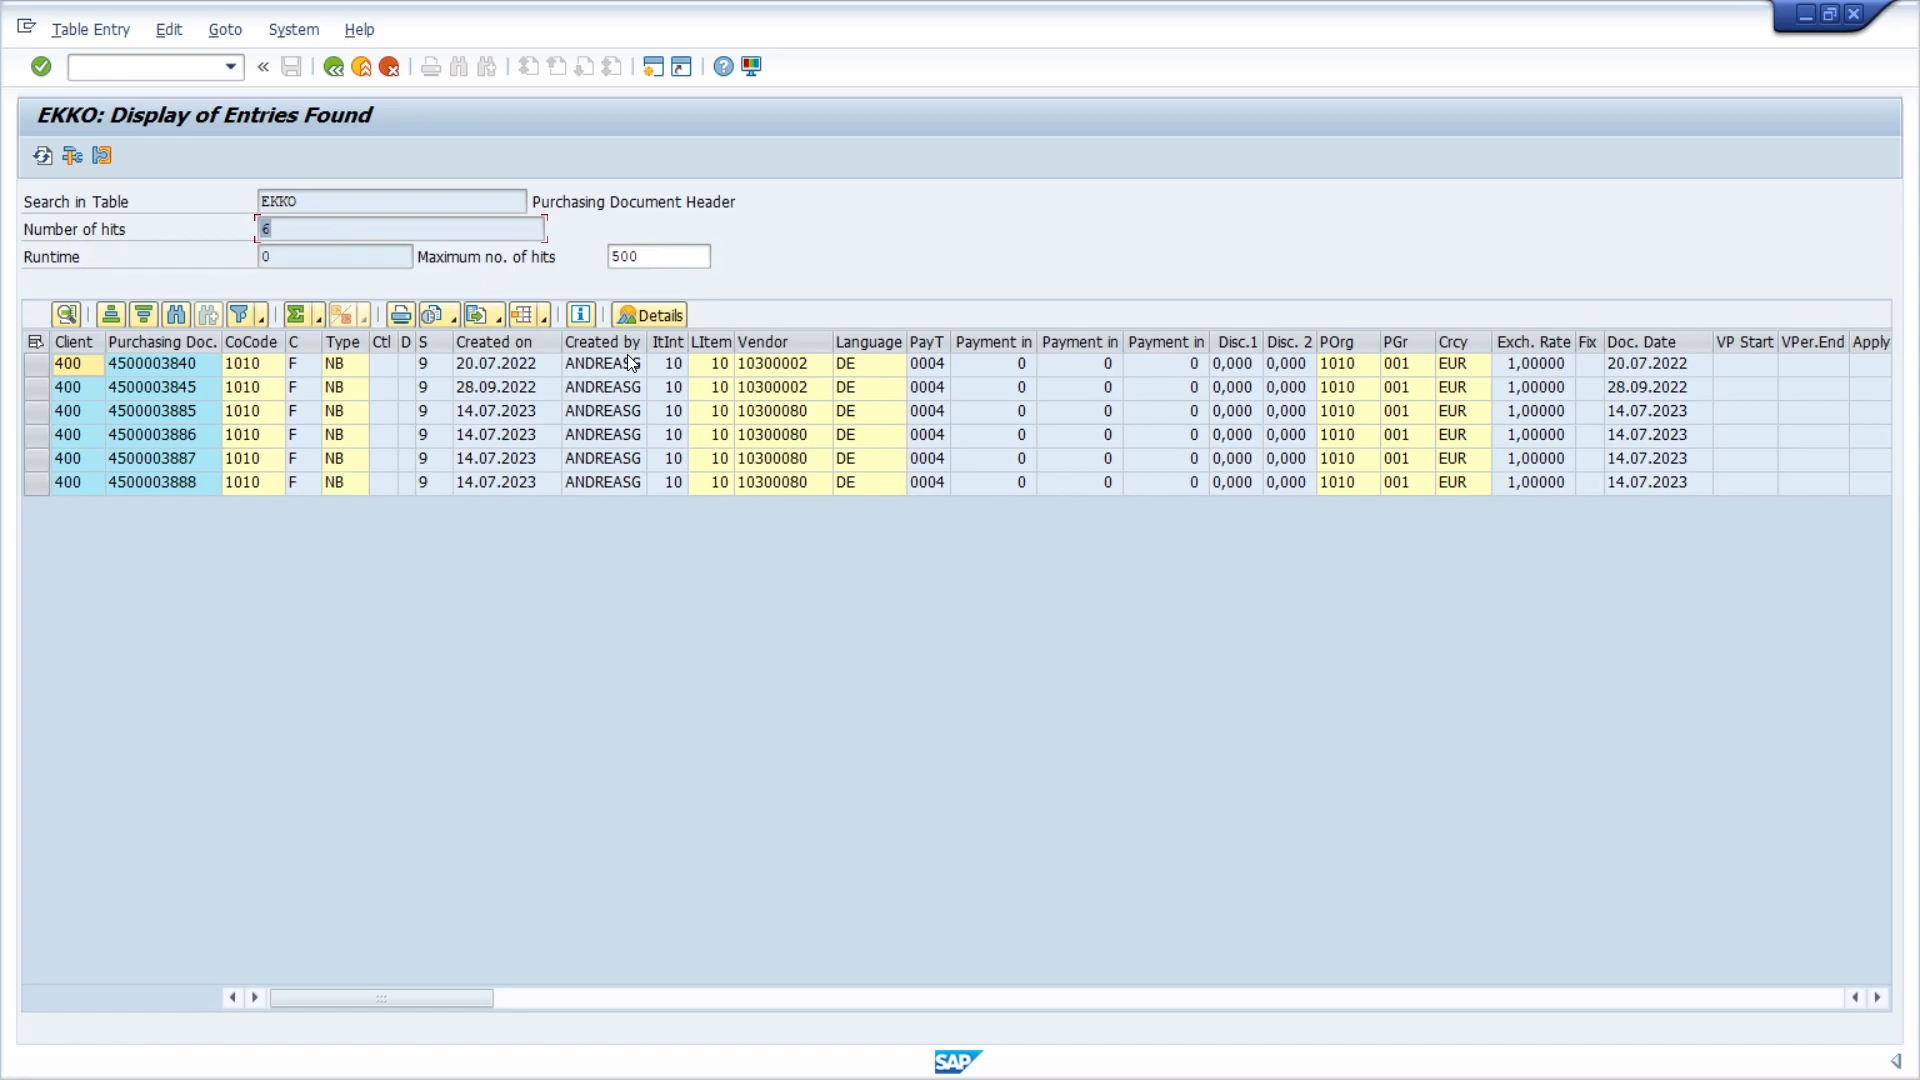 Table Entry Edit Goto System Help
EKKO: Display of Entries Found
Search in Table EKKO Purchasing Document Header
Number of hits 6
Runtime 0 Maximum no. of hits 500
Details
Client Purchasing Doc. CoCode C Type Ctl D S Created on Created by ItInt LItem Vendor Language PayT Payment in Payment in Payment in Disc.1 Disc. 2 POrg PGr Crcy Exch. Rate Fix Doc. Date VP Start VPer.End Apply
400 4500003840 1010 F NB 9 20.07.2022 ANDREASG 10 10 10300002 DE 0004 0 0 0 0,000 0,000 1010 001 EUR 1,00000 20.07.2022
400 4500003845 1010 F NB 9 28.09.2022 ANDREASG 10 10 10300002 DE 0004 0 0 0 0,000 0,000 1010 001 EUR 1,00000 28.09.2022
400 4500003885 1010 F NB 9 14.07.2023 ANDREASG 10 10 10300080 DE 0004 0 0 0 0,000 0,000 1010 001 EUR 1,00000 14.07.2023
400 4500003886 1010 F NB 9 14.07.2023 ANDREASG 10 10 10300080 DE 0004 0 0 0 0,000 0,000 1010 001 EUR 1,00000 14.07.2023
400 4500003887 1010 F NB 9 14.07.2023 ANDREASG 10 10 10300080 DE 0004 0 0 0 0,000 0,000 1010 001 EUR 1,00000 14.07.2023
400 4500003888 1010 F NB 9 14.07.2023 ANDREASG 10 10 10300080 DE 0004 0 0 0 0,000 0,000 1010 001 EUR 1,00000 14.07.2023
SAP